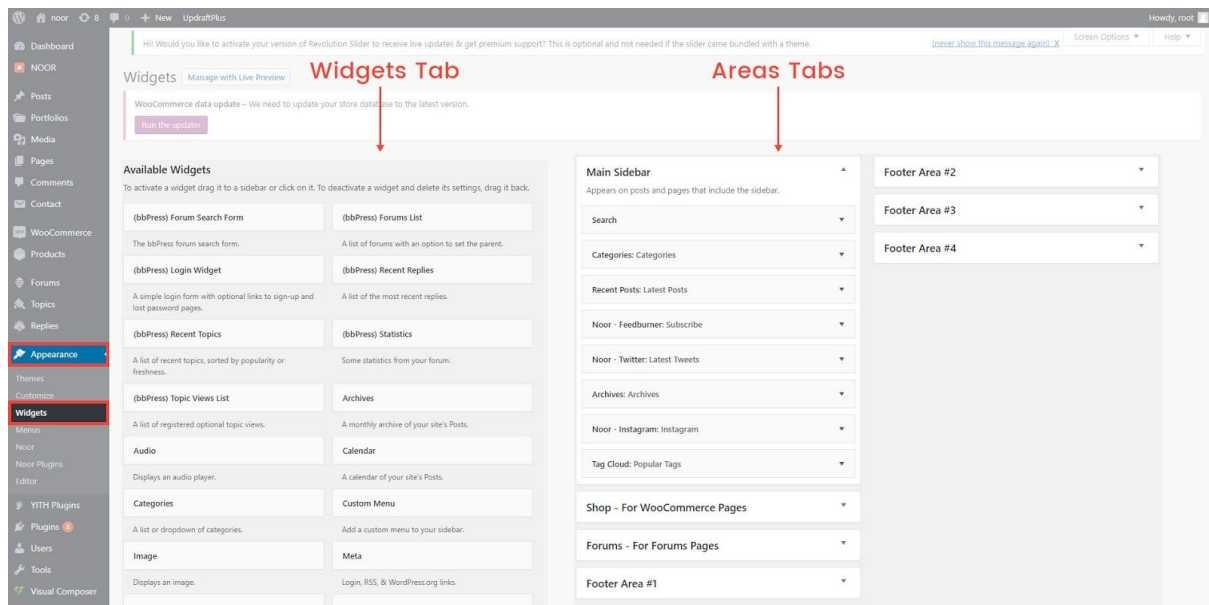 noor 8 0 + New UpdraftPlus Howdy, root
Dashboard
NOOR
Posts
Portfolios
Media
Pages
Comments
Contact
WooCommerce
Products
Forums
Topics
Replies
Appearance
Themes
Customize
Widgets
Menus
Noor
Noor Plugins
Editor
YITH Plugins
Plugins 5
Users
Tools
Visual Composer
Hi! Would you like to activate your version of Revolution Slider to receive live updates & get premium support? This is optional and not needed if the slider came bundled with a theme. (never show this message again) X
Screen Options Help
Widgets Manage with Live Preview
Widgets Tab
Areas Tabs
WooCommerce data update – We need to update your store database to the latest version.
Run the updater
Available Widgets
To activate a widget drag it to a sidebar or click on it. To deactivate a widget and delete its settings, drag it back.
(bbPress) Forum Search Form (bbPress) Forums List
The bbPress forum search form. A list of forums with an option to set the parent.
(bbPress) Login Widget (bbPress) Recent Replies
A simple login form with optional links to sign-up and A list of the most recent replies.
lost password pages.
(bbPress) Recent Topics (bbPress) Statistics
A list of recent topics, sorted by popularity or Some statistics from your forum.
freshness.
(bbPress) Topic Views List Archives
A list of registered optional topic views. A monthly archive of your site's Posts.
Audio Calendar
Displays an audio player. A calendar of your site's Posts.
Categories Custom Menu
A list or dropdown of categories. Add a custom menu to your sidebar.
Image Meta
Displays an image. Login, RSS, & WordPress.org links.
Main Sidebar
Appears on posts and pages that include the sidebar.
Search
Categories: Categories
Recent Posts: Latest Posts
Noor - Feedburner: Subscribe
Noor - Twitter: Latest Tweets
Archives: Archives
Noor - Instagram: Instagram
Tag Cloud: Popular Tags
Shop - For WooCommerce Pages
Forums - For Forums Pages
Footer Area #1
Footer Area #2
Footer Area #3
Footer Area #4